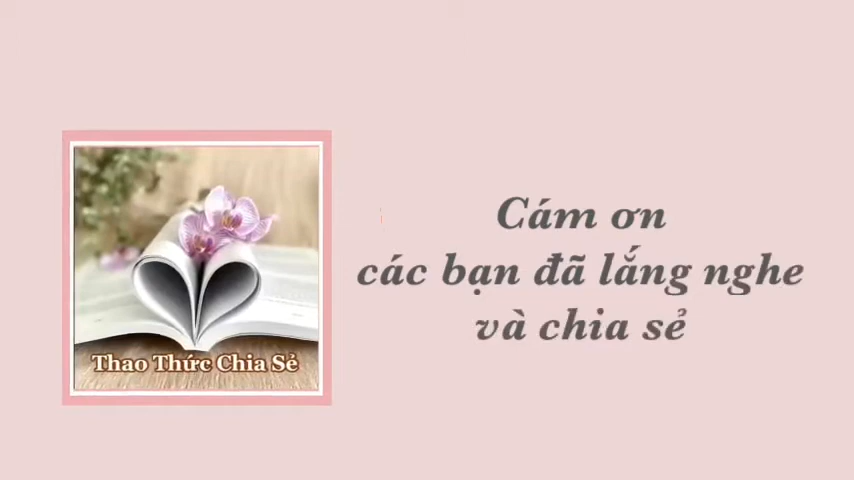 Cám ơn
các bạn đã lắng nghe
và chia sẻ
Thao Thức Chia Sẻ